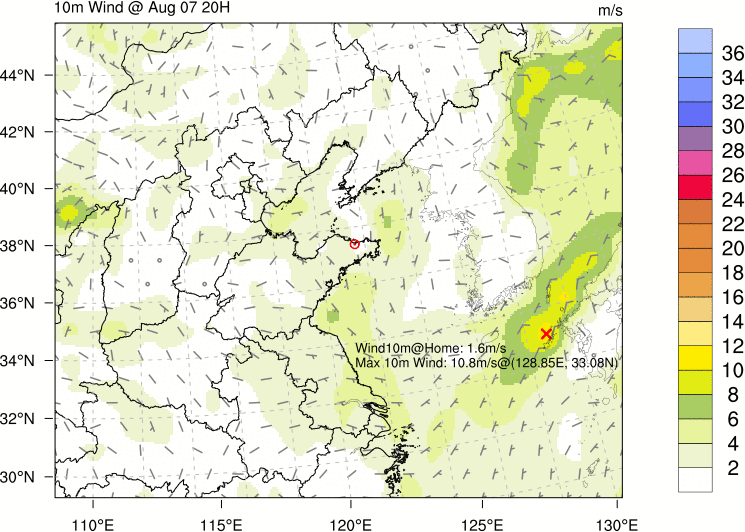 10m Wind @ Aug 07 20H
m/s
44°N
42°N
40°N
38°N
36°N
34°N
32°N
30°N
110°E
115°E
120°E
125°E
130°E
Wind10m@Home: 1.6m/s
Max 10m Wind: 10.8m/s@(128.85E, 33.08N)
36
34
32
30
28
26
24
22
20
18
16
14
12
10
8
6
4
2